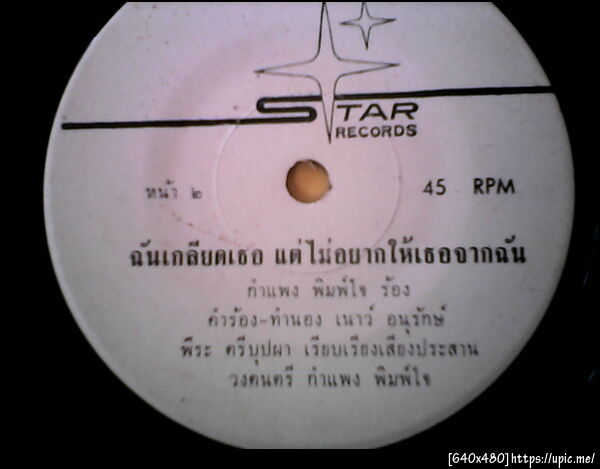 STAR
RECORDS
หน้า ๒
45 RPM
ฉันเกลียดเธอ แต่ไม่อยากให้เธอจากฉัน
กำแพง พิมพ์ใจ ร้อง
คำร้อง-ทำนอง เนาว์ อนุรักษ์
พีระ ตรีบุปผา เรียบเรียงเสียงประสาน
วงดนตรี กำแพง พิมพ์ใจ
[640x480]https://upic.me/